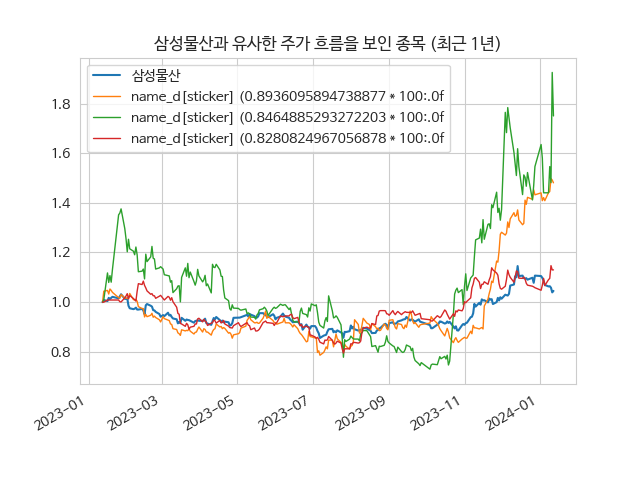 삼성물산과 유사한 주가 흐름을 보인 종목 (최근 1년)
삼성물산
name_d[sticker] (0.8936095894738877 * 100:.0f
name_d[sticker] (0.8464885293272203 * 100:.0f
name_d[sticker] (0.8280824967056878 * 100:.0f
1.8
1.6
1.4
1.2
1.0
0.8
2023-01
2023-03
2023-05
2023-07
2023-09
2023-11
2024-01